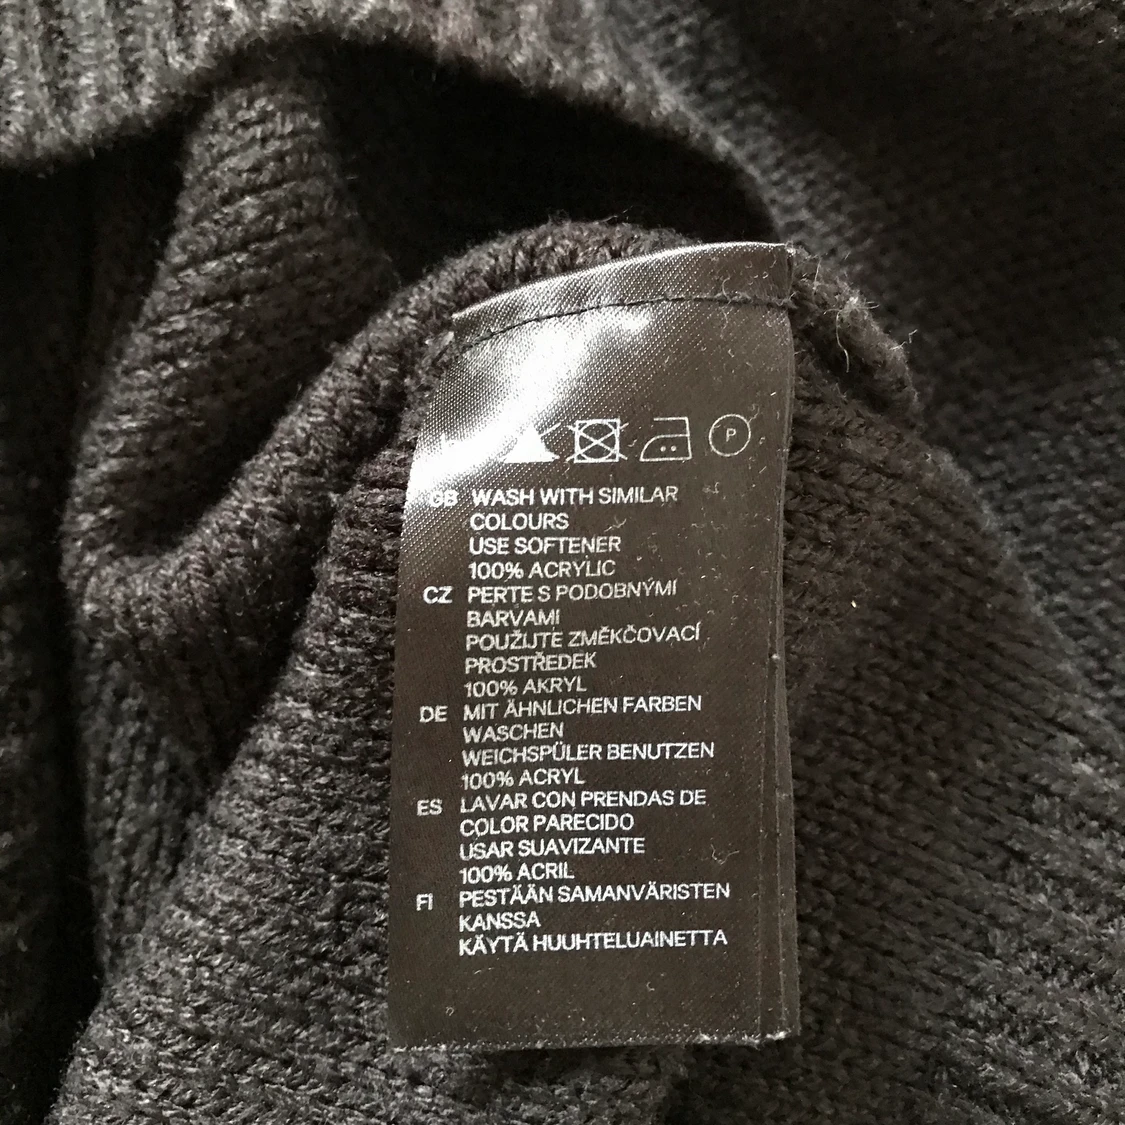 P
GB WASH WITH SIMILAR
COLOURS
USE SOFTENER
100% ACRYLIC
CZ PERTE S PODOBNÝMI
BARVAMI
POUŽIJTE ZMĚKČOVACÍ
PROSTŘEDEK
100% AKRYL
DE MIT ÄHNLICHEN FARBEN
WASCHEN
WEICHSPÜLER BENUTZEN
100% ACRYL
ES LAVAR CON PRENDAS DE
COLOR PARECIDO
USAR SUAVIZANTE
100% ACRIL
FI PESTÄÄN SAMANVÄRISTEN
KANSSA
KÄYTÄ HUUHTELUAINETTA